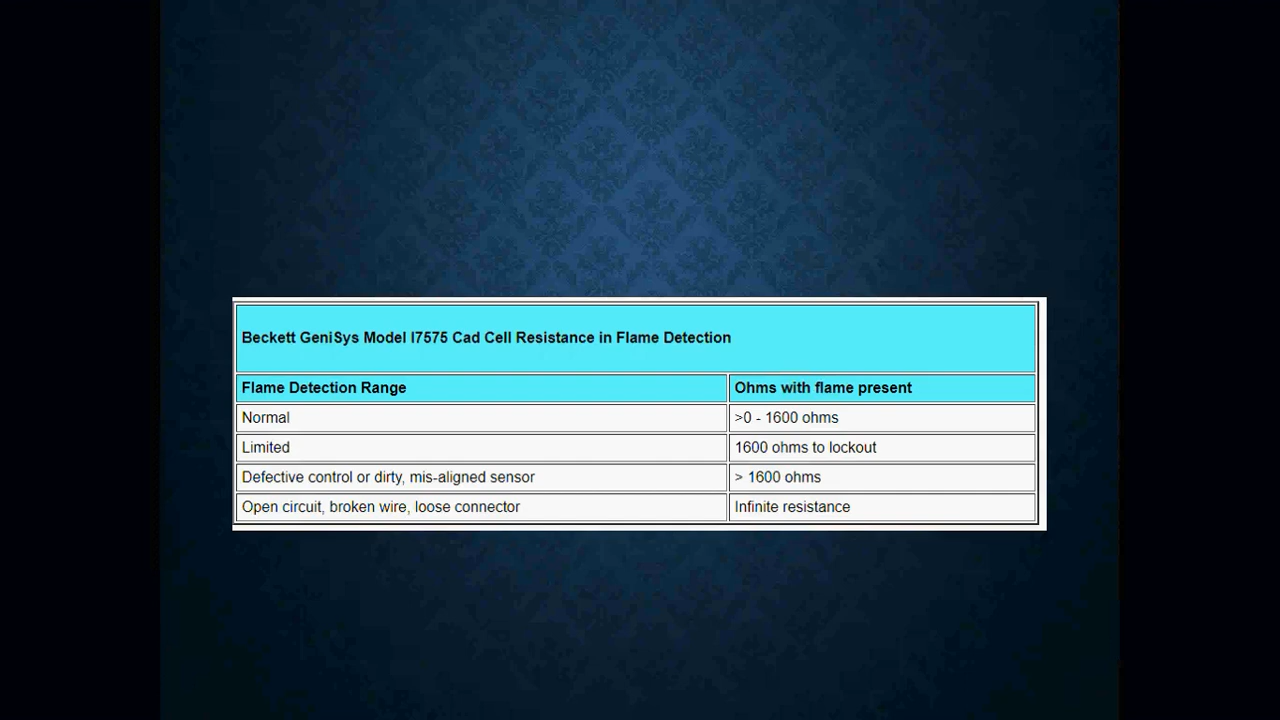 Beckett GeniSys Model I7575 Cad Cell Resistance in Flame Detection
Flame Detection Range Ohms with flame present
Normal >0 - 1600 ohms
Limited 1600 ohms to lockout
Defective control or dirty, mis-aligned sensor > 1600 ohms
Open circuit, broken wire, loose connector Infinite resistance